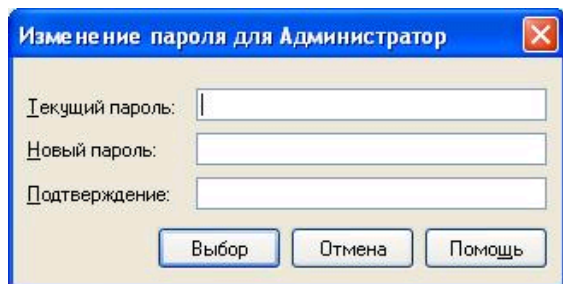 Изменение пароля для Администратор
Текущий пароль:
Новый пароль:
Подтверждение:
Выбор Отмена Помощь